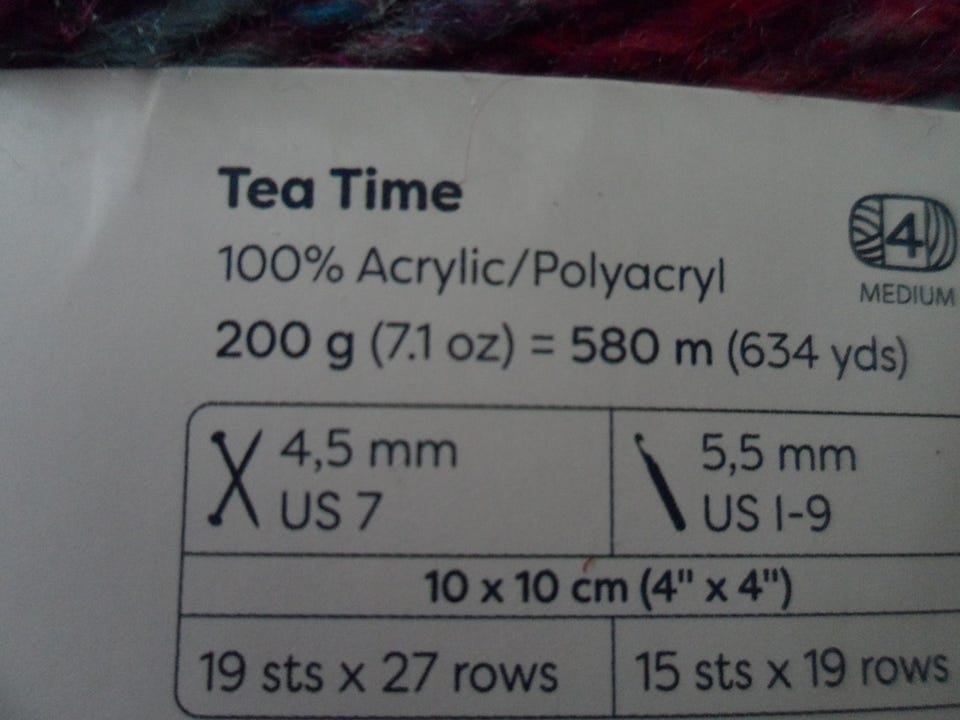 Tea Time
100% Acrylic/Polyacryl
200 g (7.1 oz) = 580 m (634 yds)
4
MEDIUM
4,5 mm
US 7
5,5 mm
US I-9
10 x 10 cm (4" x 4")
19 sts x 27 rows
15 sts x 19 rows